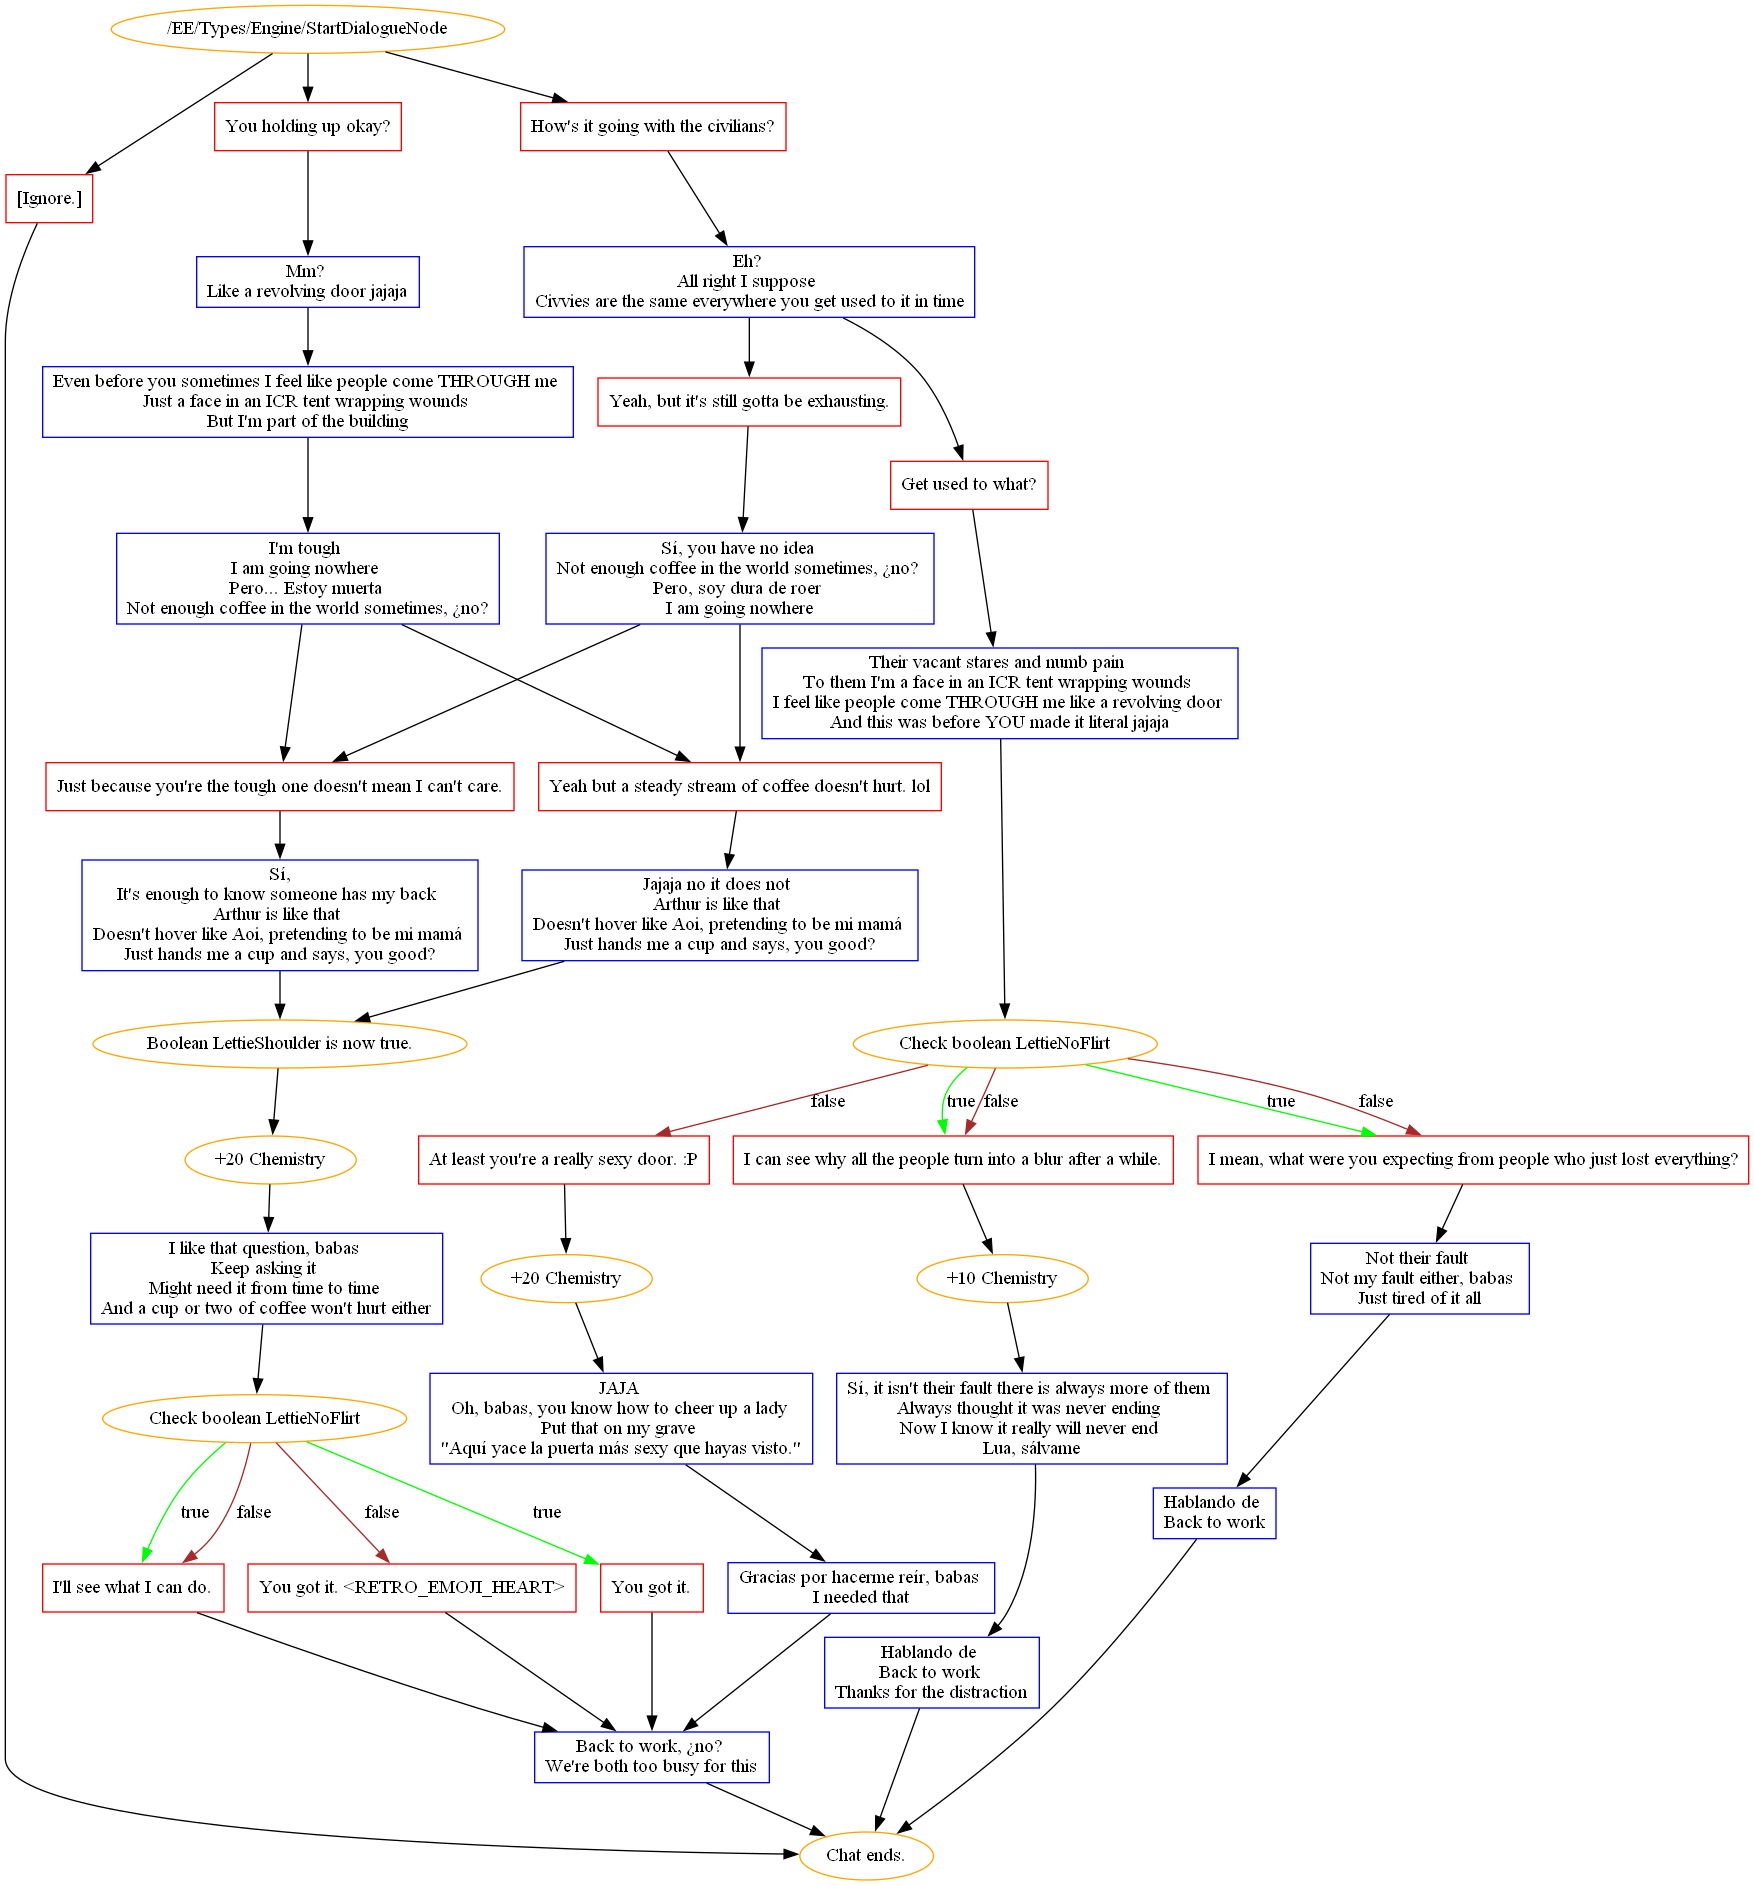 /EE/Types/Engine/StartDialogueNode
You holding up okay?
How's it going with the civilians?
[Ignore.]
Mm?
Like a revolving door jajaja
Eh?
All right I suppose
Civvies are the same everywhere you get used to it in time
Even before you sometimes I feel like people come THROUGH me
Just a face in an ICR tent wrapping wounds
But I'm part of the building
Yeah, but it's still gotta be exhausting.
Get used to what?
I'm tough
I am going nowhere
Pero... Estoy muerta
Not enough coffee in the world sometimes, ¿no?
Sí, you have no idea
Not enough coffee in the world sometimes, ¿no?
Pero, soy dura de roer
I am going nowhere
Their vacant stares and numb pain
To them I'm a face in an ICR tent wrapping wounds
I feel like people come THROUGH me like a revolving door
And this was before YOU made it literal jajaja
Just because you're the tough one doesn't mean I can't care.
Yeah but a steady stream of coffee doesn't hurt. lol
Sí,
It's enough to know someone has my back
Arthur is like that
Doesn't hover like Aoi, pretending to be mi mamá
Just hands me a cup and says, you good?
Jajaja no it does not
Arthur is like that
Doesn't hover like Aoi, pretending to be mi mamá
Just hands me a cup and says, you good?
Boolean LettieShoulder is now true.
Check boolean LettieNoFlirt
false
true
false
true
false
+20 Chemistry
At least you're a really sexy door. :P
I can see why all the people turn into a blur after a while.
I mean, what were you expecting from people who just lost everything?
I like that question, babas
Keep asking it
Might need it from time to time
And a cup or two of coffee won't hurt either
+20 Chemistry
+10 Chemistry
Not their fault
Not my fault either, babas
Just tired of it all
Check boolean LettieNoFlirt
JAJA
Oh, babas, you know how to cheer up a lady
Put that on my grave
"Aquí yace la puerta más sexy que hayas visto."
Sí, it isn't their fault there is always more of them
Always thought it was never ending
Now I know it really will never end
Lua, sálvame
true
false
false
true
Hablando de
Back to work
I'll see what I can do.
You got it. <RETRO_EMOJI_HEART>
You got it.
Gracias por hacerme reír, babas
I needed that
Hablando de
Back to work
Thanks for the distraction
Back to work, ¿no?
We're both too busy for this
Chat ends.